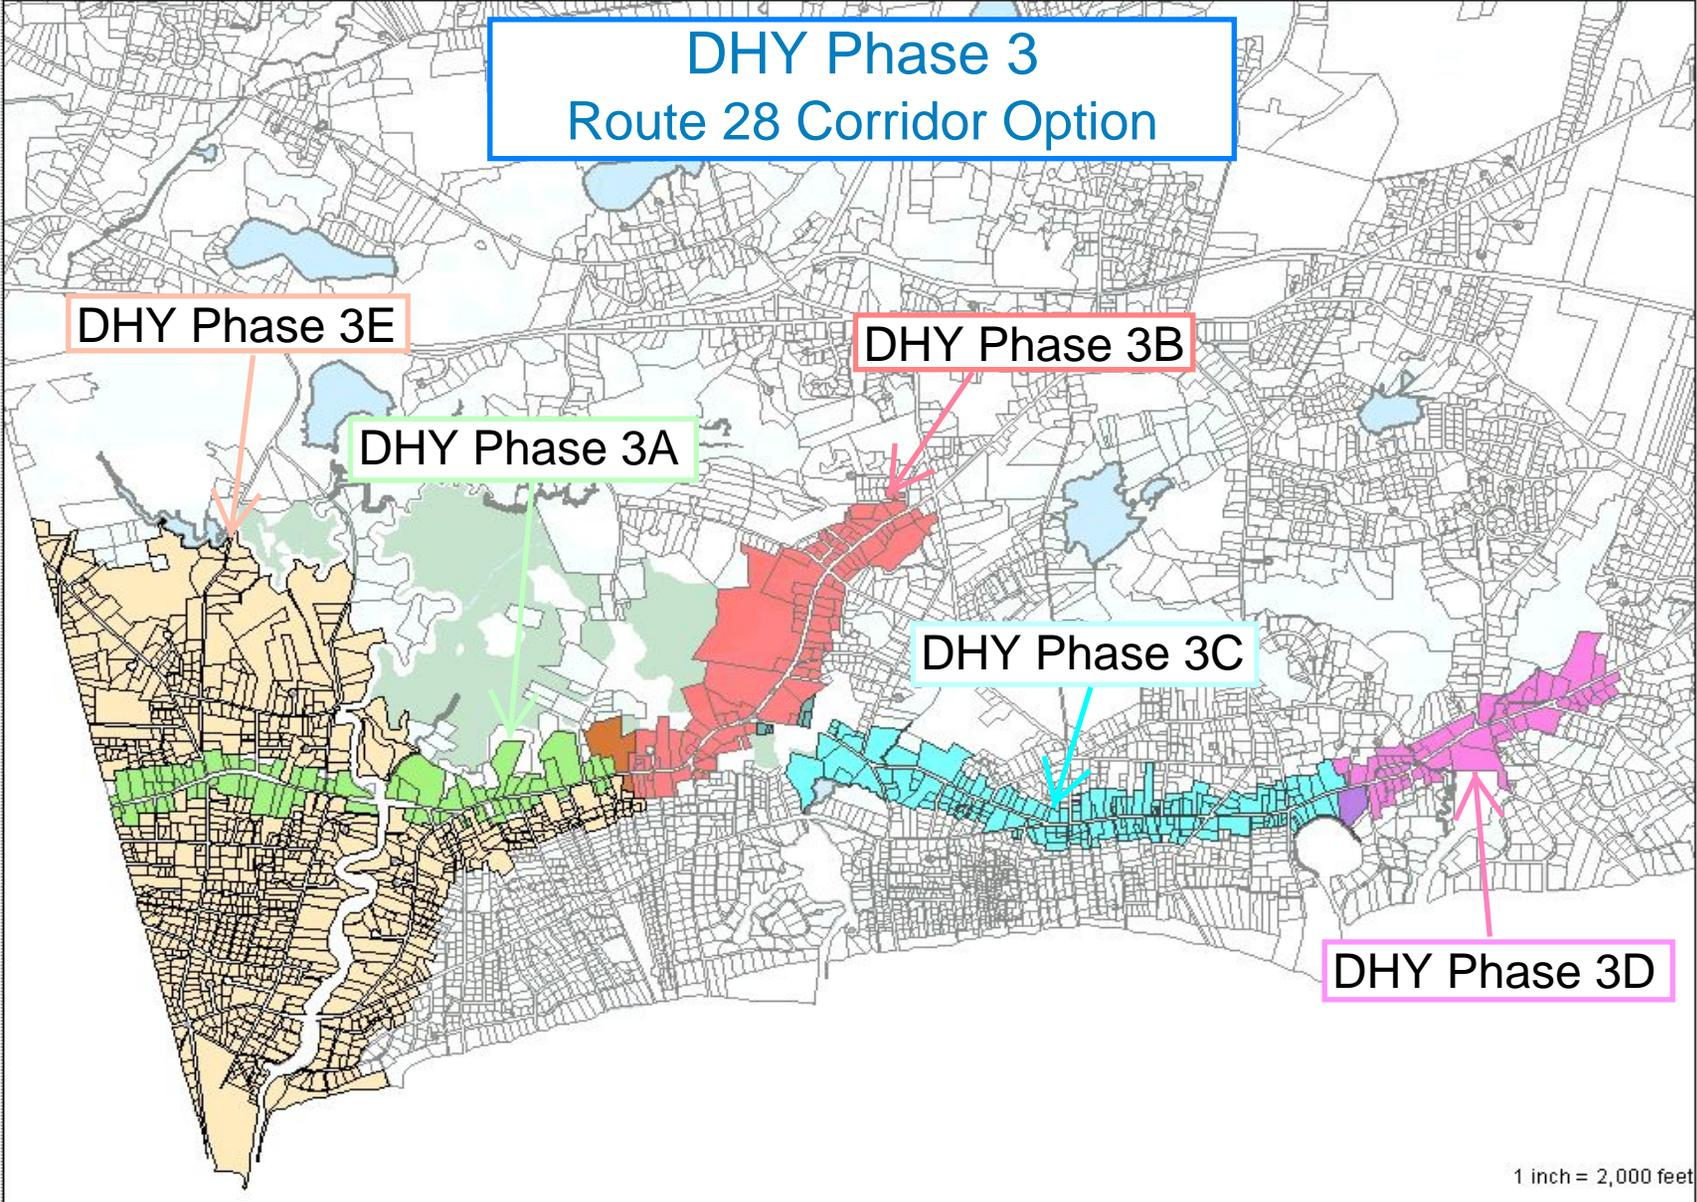 DHY Phase 3
Route 28 Corridor Option
DHY Phase 3E
DHY Phase 3B
DHY Phase 3A
DHY Phase 3C
DHY Phase 3D
1 inch = 2,000 feet